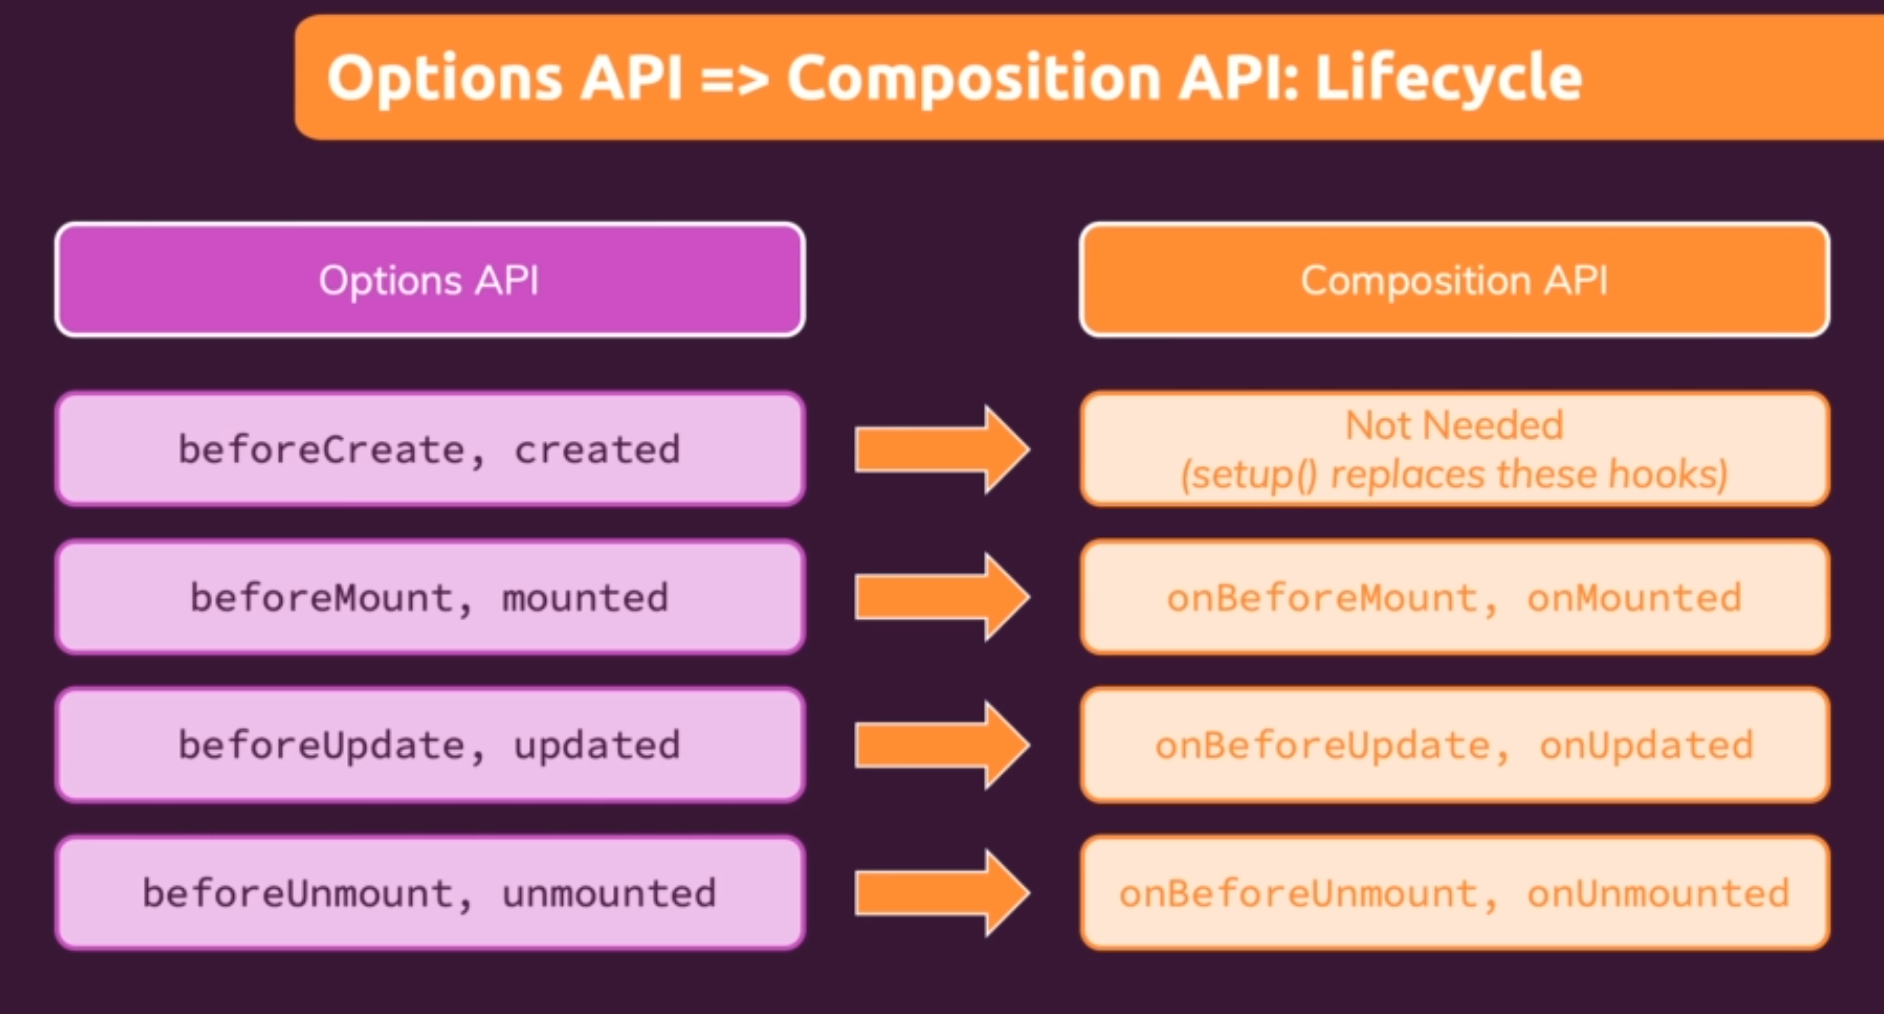 Options API => Composition API: Lifecycle
Options API
Composition API
beforeCreate, created
Not Needed
(setup() replaces these hooks)
beforeMount, mounted
onBeforeMount, onMounted
beforeUpdate, updated
onBeforeUpdate, onUpdated
beforeUnmount, unmounted
onBeforeUnmount, onUnmounted